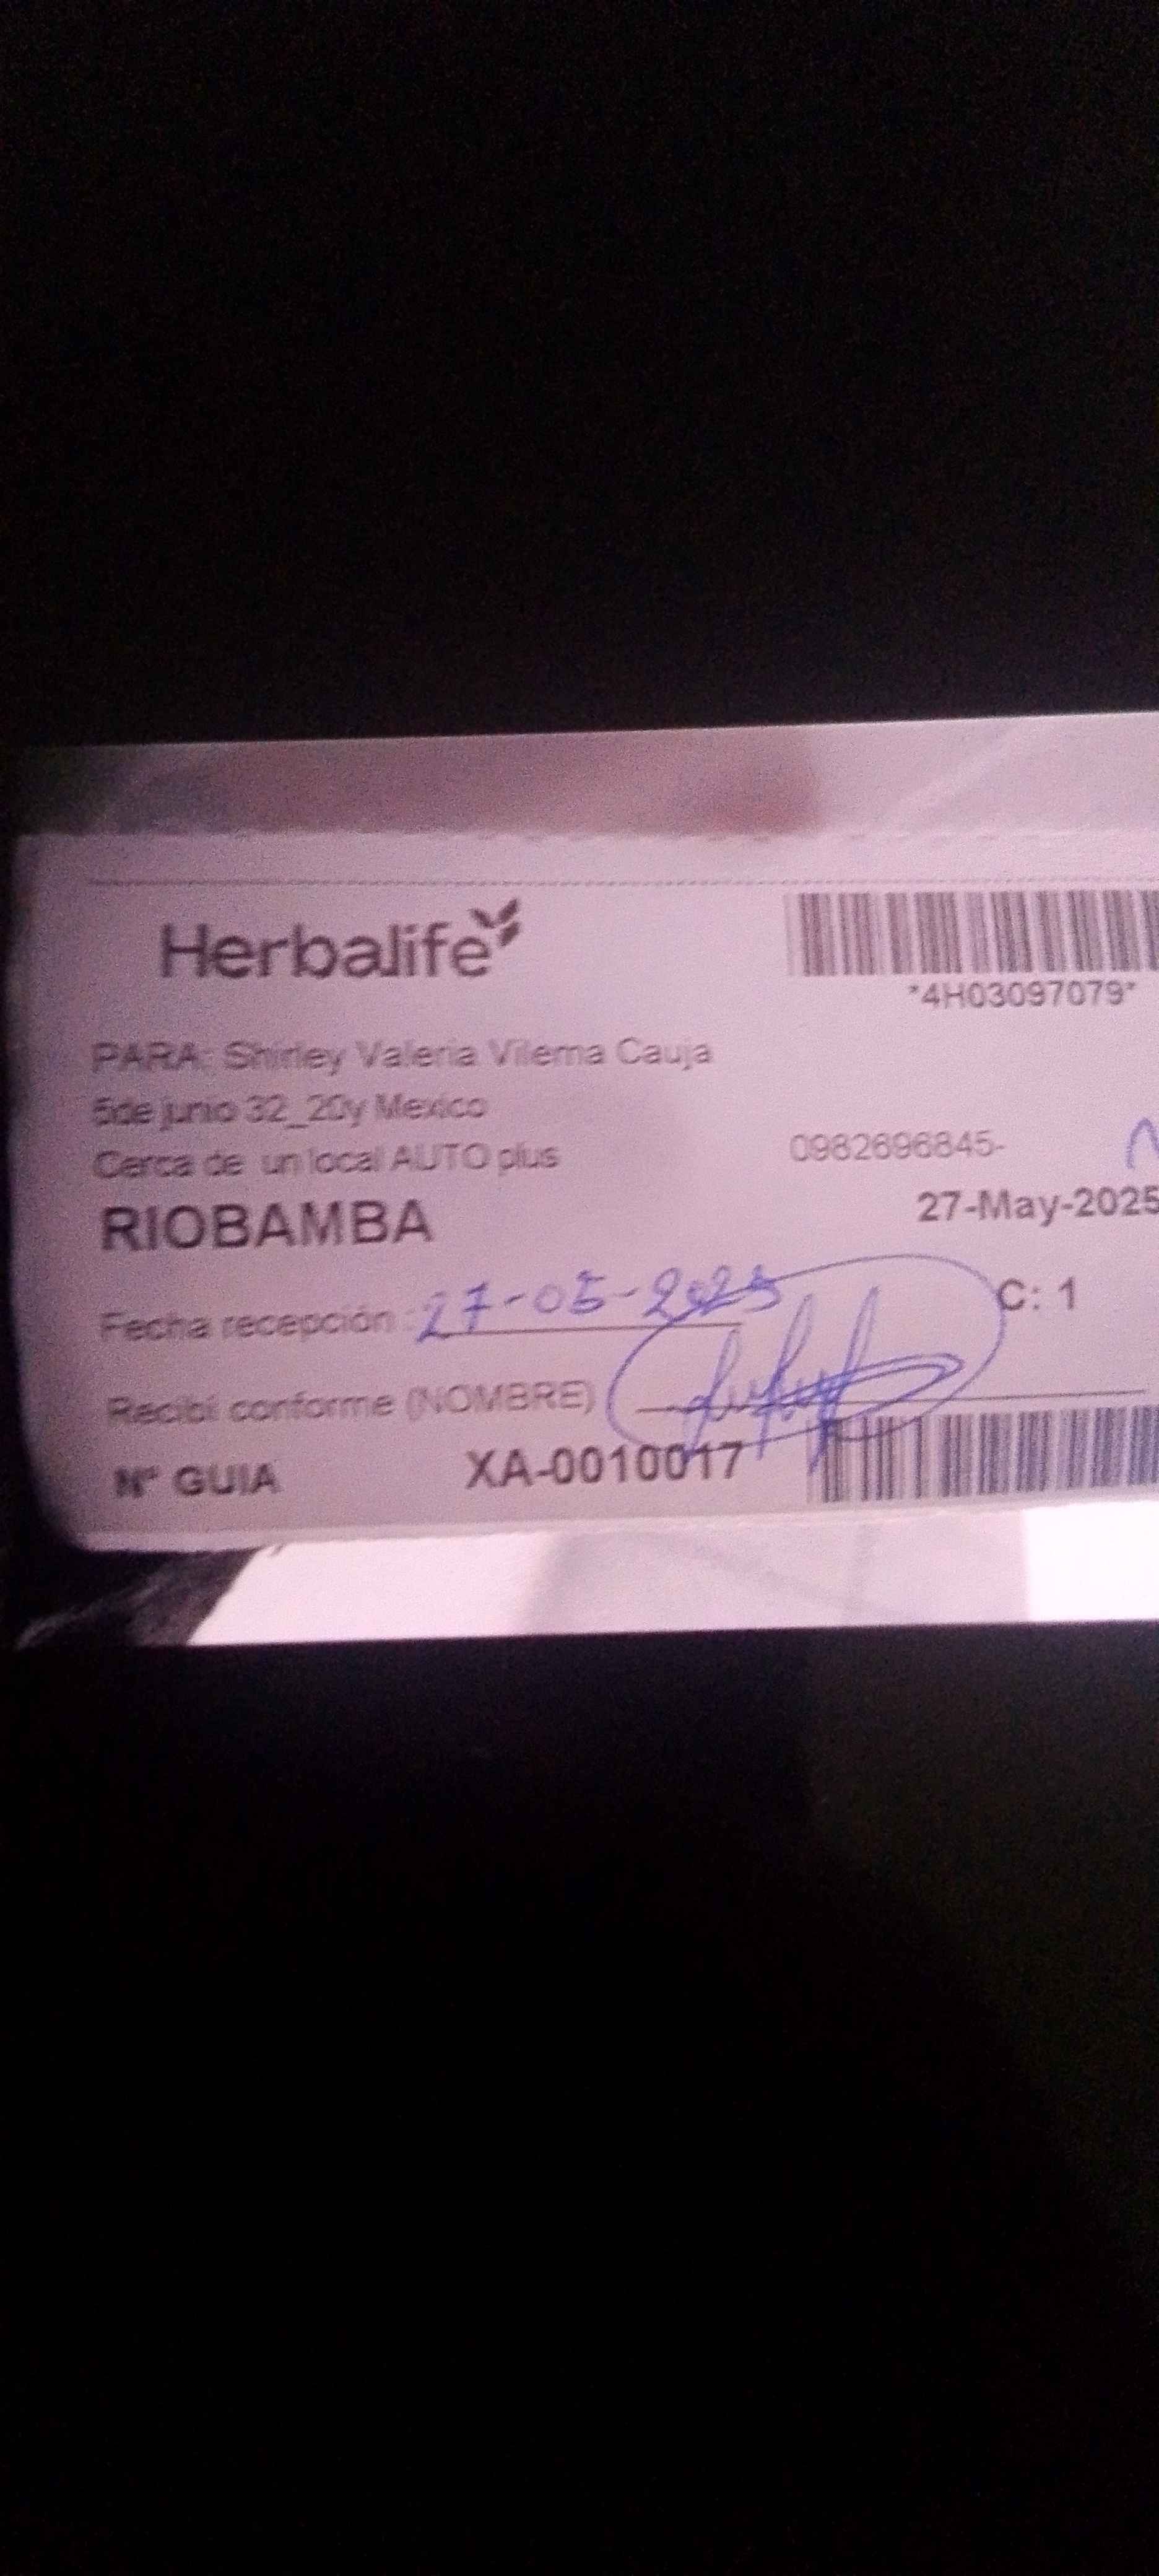 Herbalife
*4H03097079*
PARA: Shirley Valeria Vilema Cauja
5de junio 32_20y Mexico
Cerca de un local AUTO plus
0982696845-
RIOBAMBA
27-May-2025
Fecha recepción : 27-05-2025
C: 1
Recibí conforme (NOMBRE)
N° GUIA XA-0010017